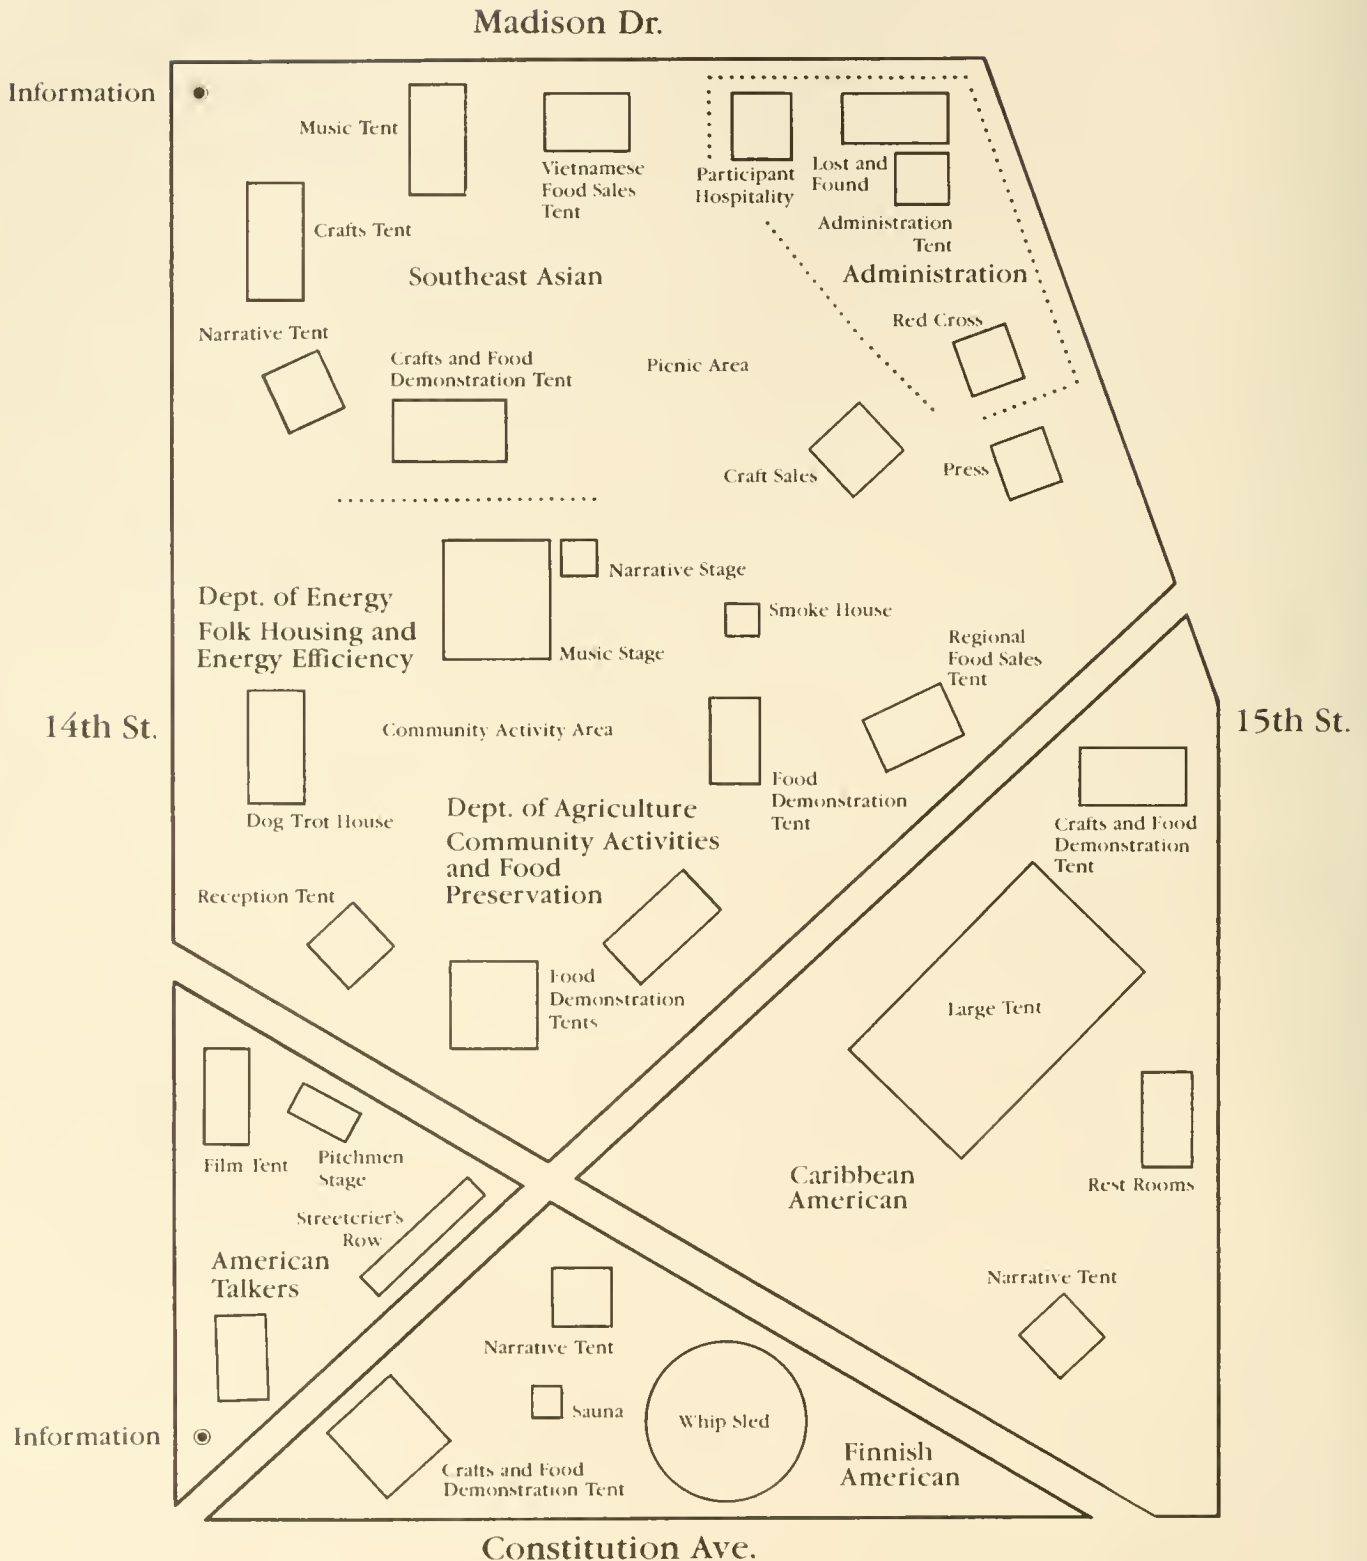 Madison Dr.
Information
Music Tent
Vietnamese
Food Sales
Tent
Participant
Hospitality
Lost and
Found
Administration
Tent
Crafts Tent
Southeast Asian
Administration
Narrative Tent
Red Cross
Crafts and Food
Demonstration Tent
Picnic Area
Craft Sales
Press
Narrative Stage
Dept. of Energy
Folk Housing and
Energy Efficiency
Smoke House
Music Stage
Regional
Food Sales
Tent
14th St.
Community Activity Area
15th St.
Food
Demonstration
Tent
Dog Trot House
Dept. of Agriculture
Community Activities
and Food
Preservation
Crafts and Food
Demonstration
Tent
Reception Tent
Food
Demonstration
Tents
Large Tent
Film Tent
Pitchmen
Stage
Caribbean
American
Rest Rooms
Streetcrier's
Row
American
Talkers
Narrative Tent
Narrative Tent
Sauna
Whip Sled
Information
Finnish
American
Crafts and Food
Demonstration Tent
Constitution Ave.